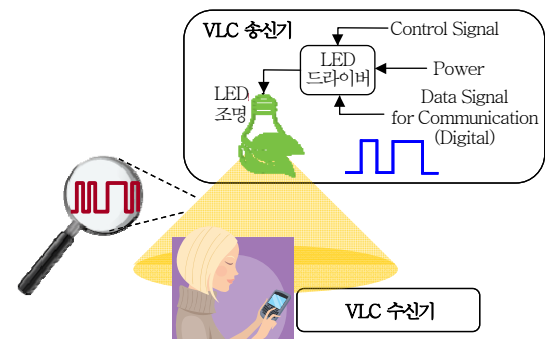 VLC 송신기
Control Signal
LED
드라이버
Power
LED
조명
Data Signal
for Communication
(Digital)
VLC 수신기